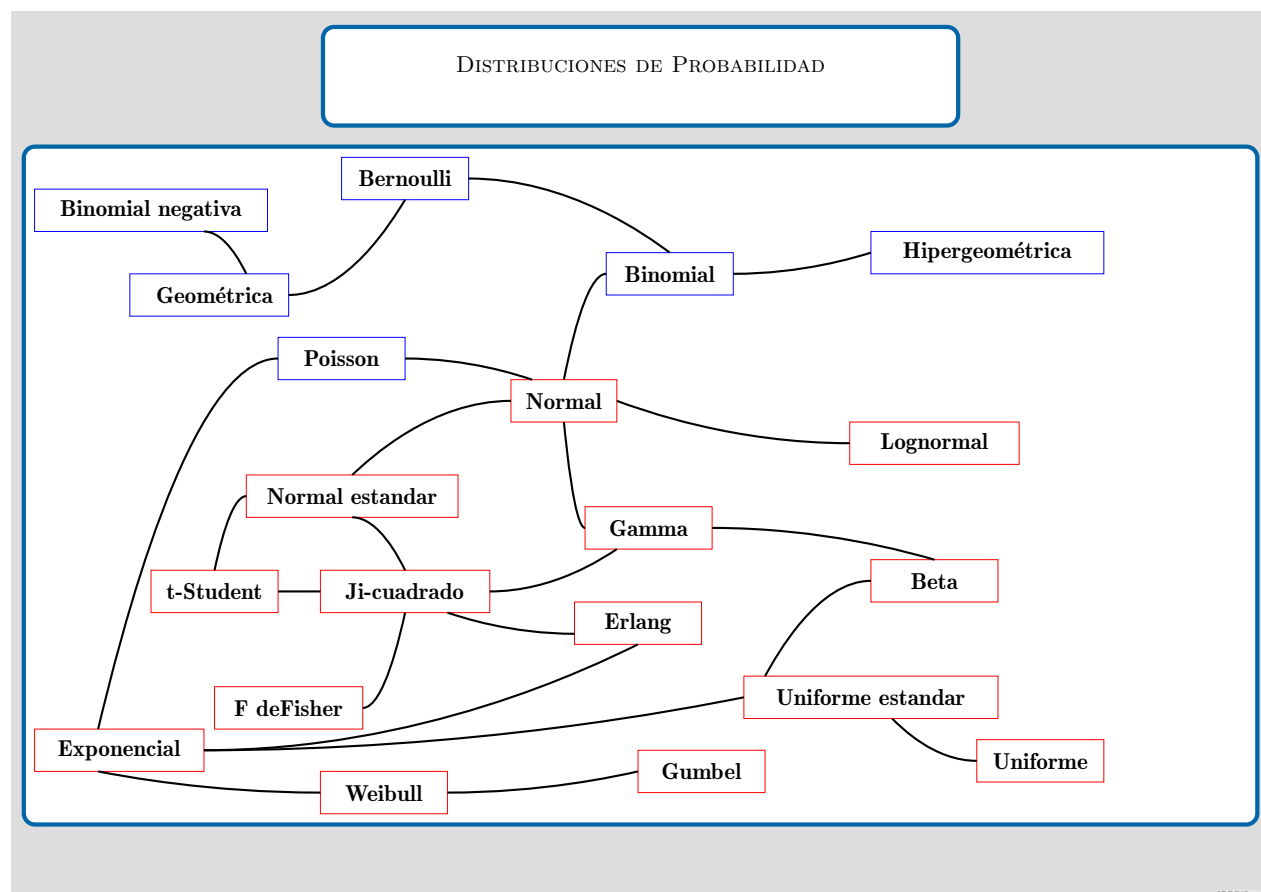 Distribuciones de Probabilidad
Bernoulli
Binomial negativa
Hipergeométrica
Binomial
Geométrica
Poisson
Normal
Lognormal
Normal estandar
Gamma
Beta
t-Student
Ji-cuadrado
Erlang
Uniforme estandar
F deFisher
Exponencial
Uniforme
Gumbel
Weibull